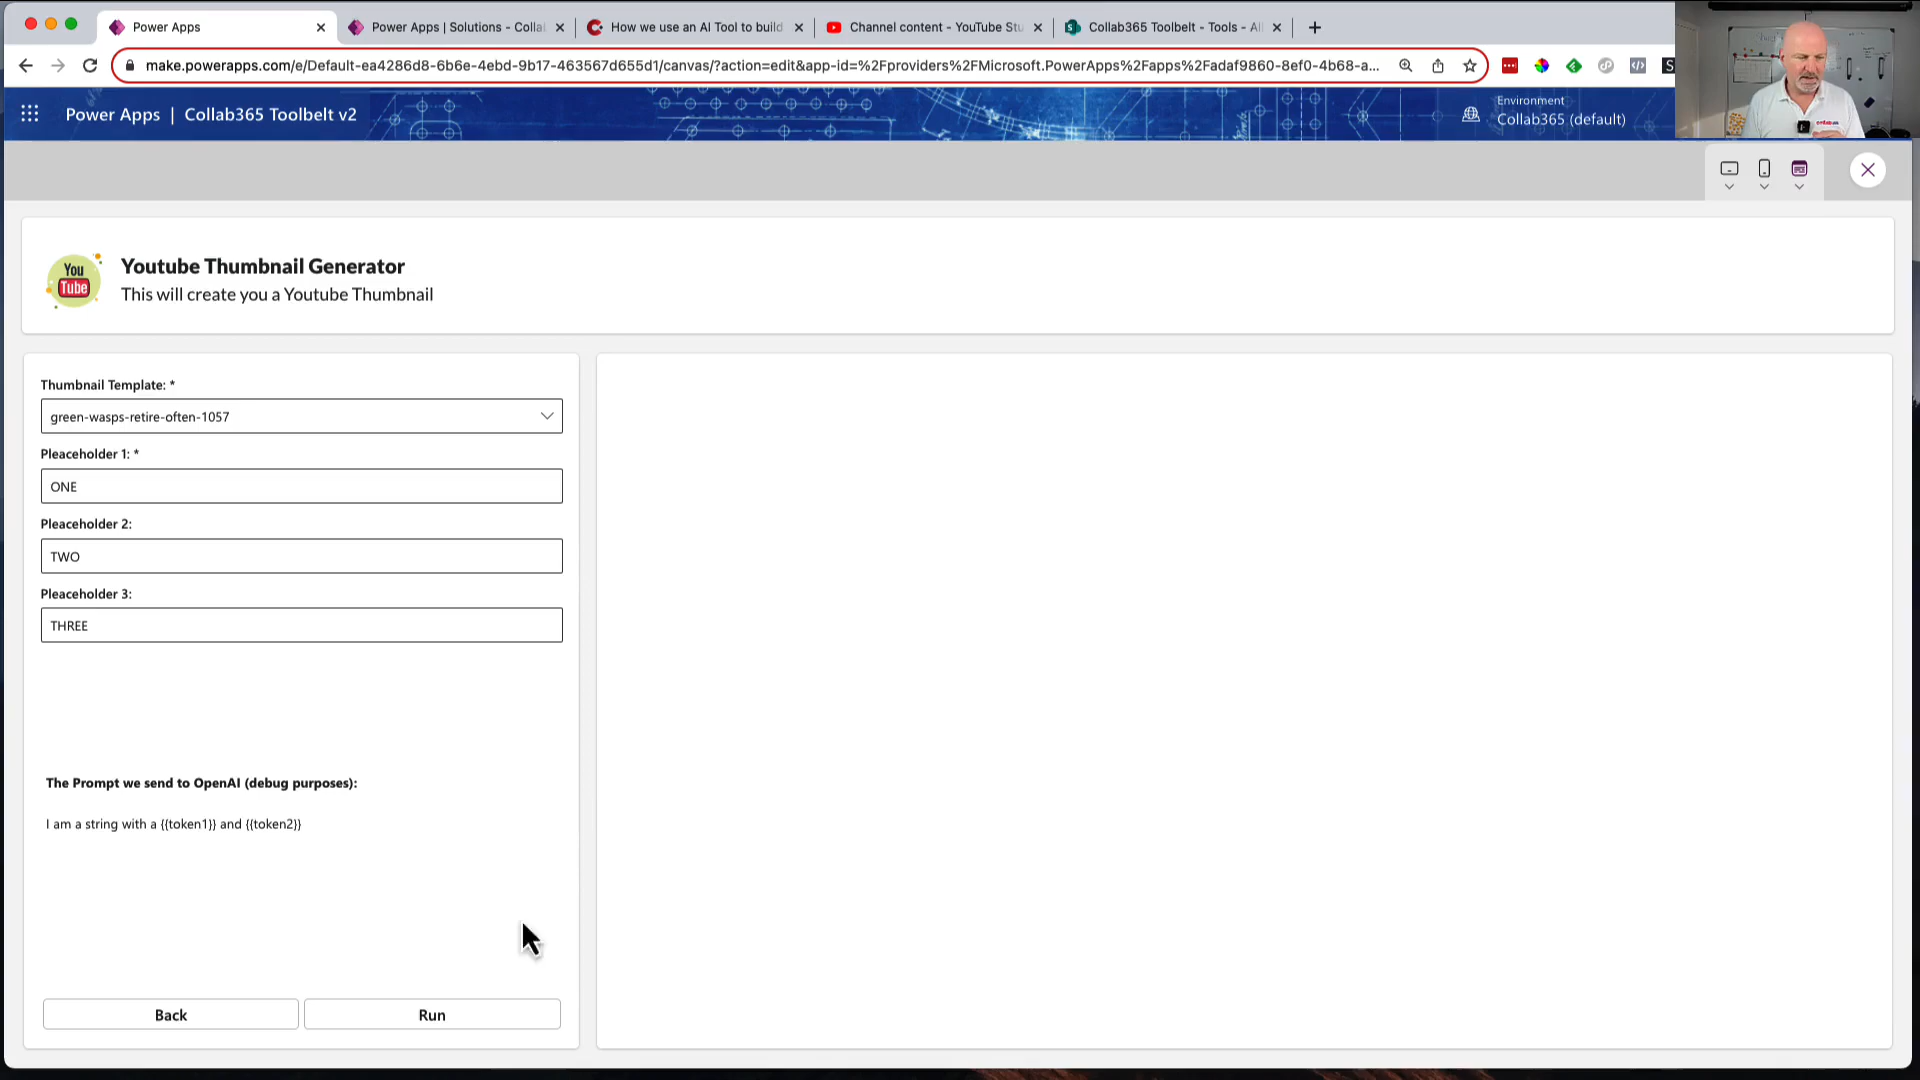 Power Apps
Power Apps | Solutions - Colla
How we use an AI Tool to build
Channel content - YouTube Stu
Collab365 Toolbelt - Tools - All
make.powerapps.com/e/Default-ea4286d8-6b6e-4ebd-9b17-463567d655d1/canvas/?action=edit&app-id=%2Fproviders%2FMicrosoft.PowerApps%2Fapps%2Fadaf9860-8ef0-4b68-a...
Power Apps | Collab365 Toolbelt v2
Environment
Collab365 (default)
You
Tube
Youtube Thumbnail Generator
This will create you a Youtube Thumbnail
Thumbnail Template: *
green-wasps-retire-often-1057
Pleaceholder 1: *
ONE
Pleaceholder 2:
TWO
Pleaceholder 3:
THREE
The Prompt we send to OpenAI (debug purposes):
I am a string with a {{token1}} and {{token2}}
Back
Run